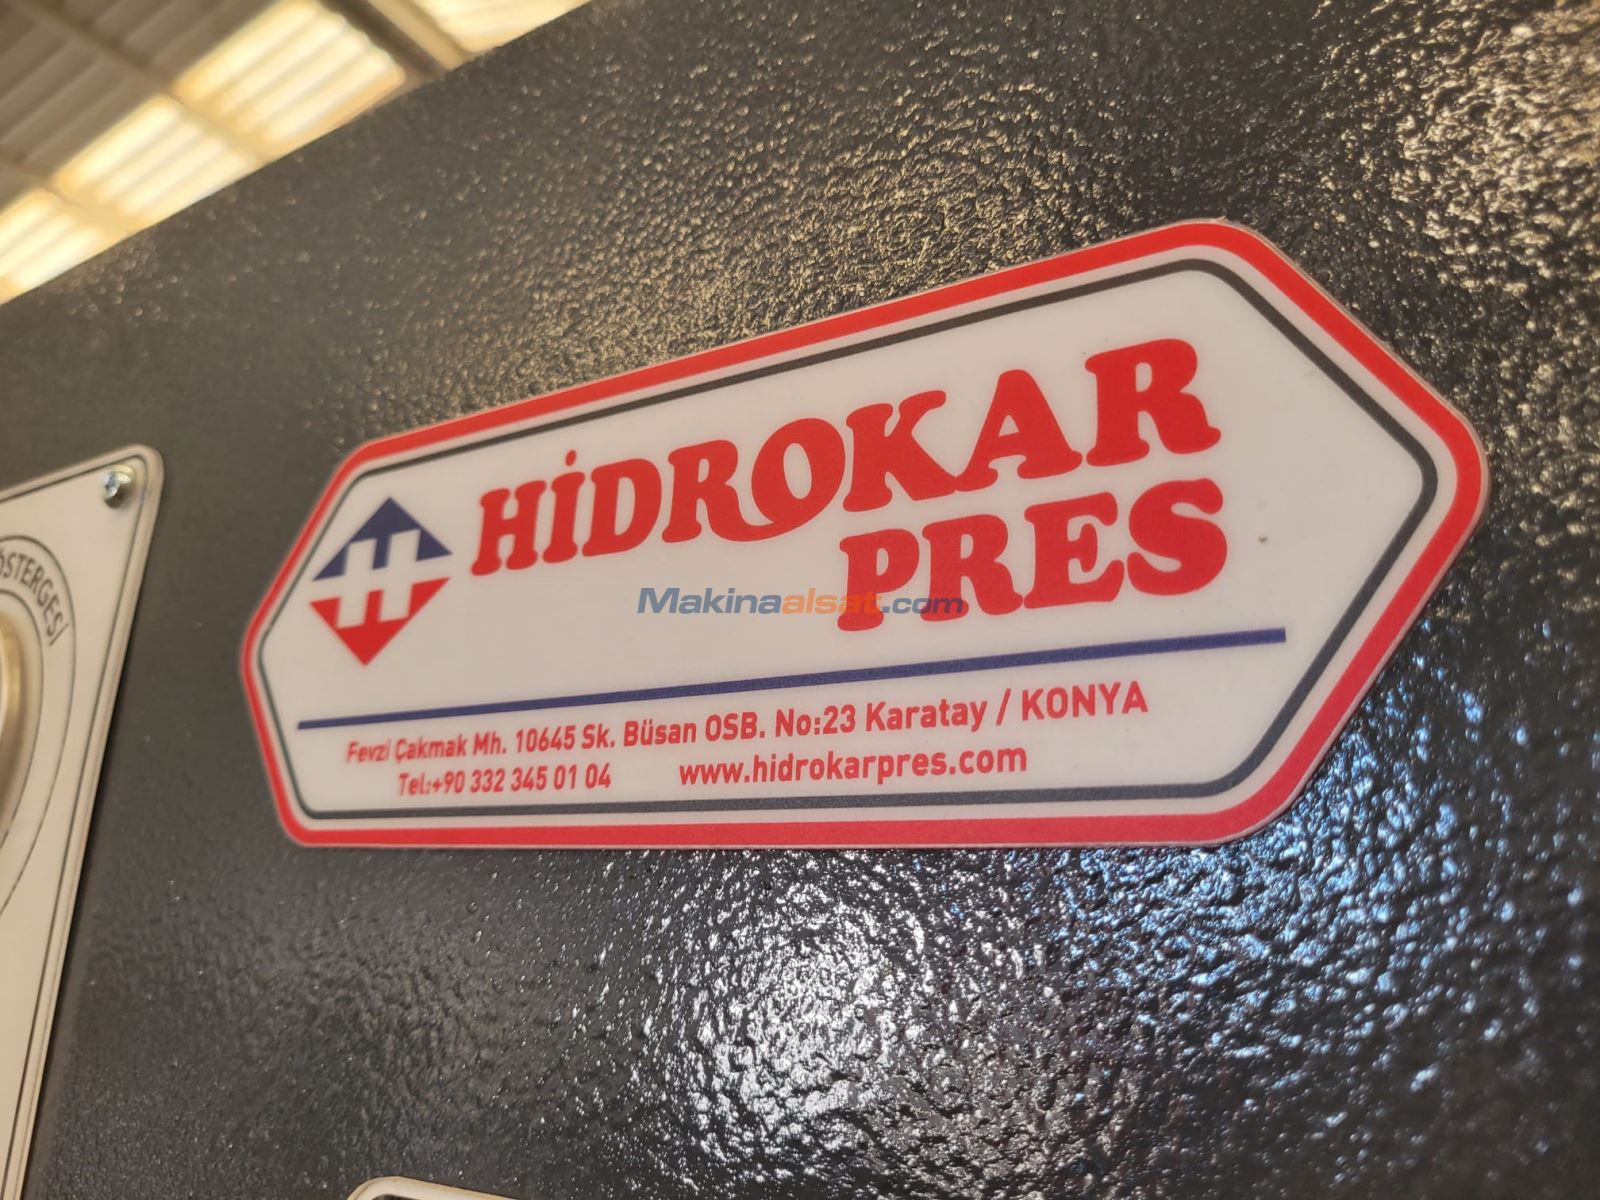 HİDROKAR
PRES
Makinaalsat.com
Fevzi Çakmak Mh. 10645 Sk. Büsan OSB. No:23 Karatay / KONYA
Tel:+90 332 345 01 04 www.hidrokarpres.com